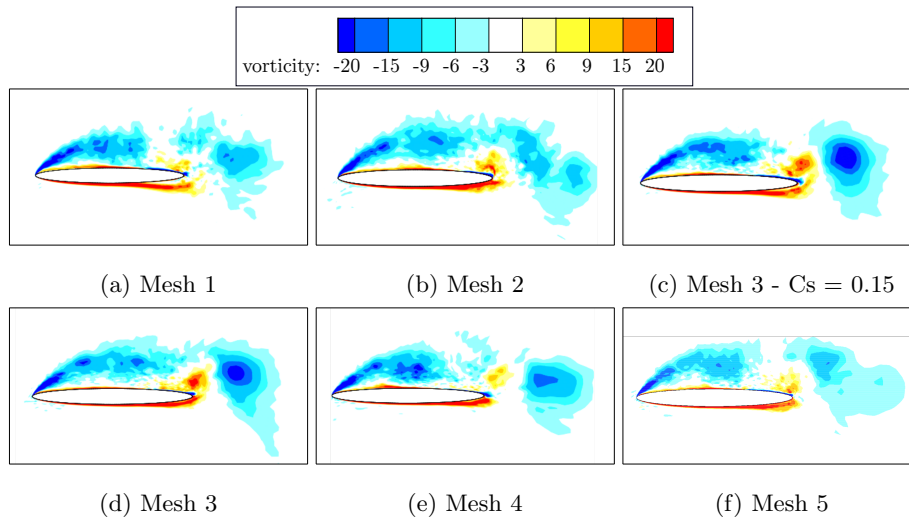 vorticity: -20 -15 -9 -6 -3 3 6 9 15 20
(a) Mesh 1
(b) Mesh 2
(c) Mesh 3 - Cs = 0.15
(d) Mesh 3
(e) Mesh 4
(f) Mesh 5